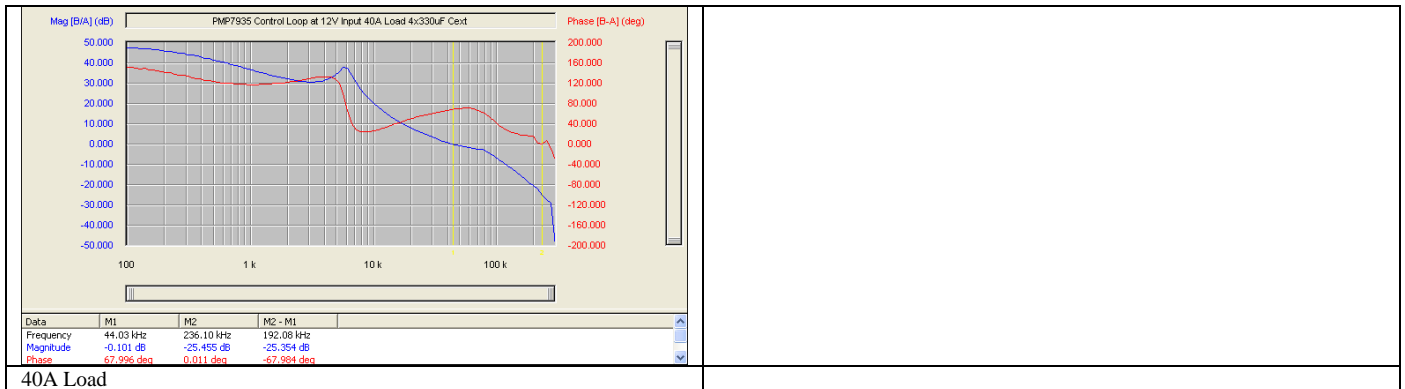 Mag [B/A] (dB) PMP7935 Control Loop at 12V Input 40A Load 4x330uF Cext Phase [B-A] (deg)
50.000 200.000
40.000 160.000
30.000 120.000
20.000 80.000
10.000 40.000
0.000 0.000
-10.000 -40.000
-20.000 -80.000
-30.000 -120.000
-40.000 -160.000
-50.000 -200.000
100 1 k 10 k 100 k
Data M1 M2 M2 - M1
Frequency 44.03 kHz 236.10 kHz 192.08 kHz
Magnitude -0.101 dB -25.455 dB -25.354 dB
Phase 67.996 deg 0.011 deg -67.984 deg
40A Load